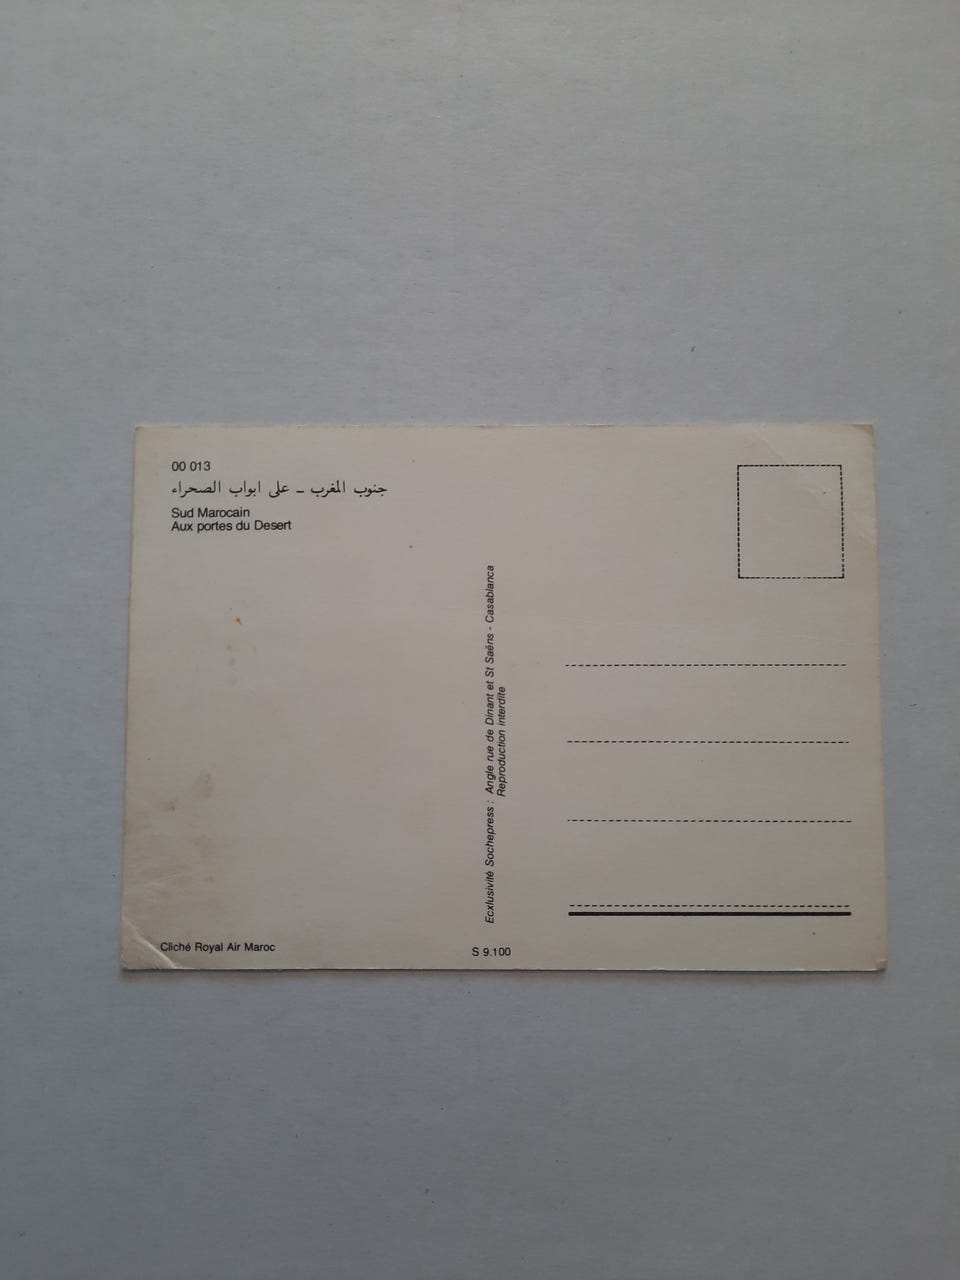 00 013
جنوب المغرب ـ على ابواب الصحراء
Sud Marocain
Aux portes du Desert
Ecxlusivité Sochepress : Angle rue de Dinant et St Saëns - Casablanca
Reproduction interdite
Cliché Royal Air Maroc
S 9.100